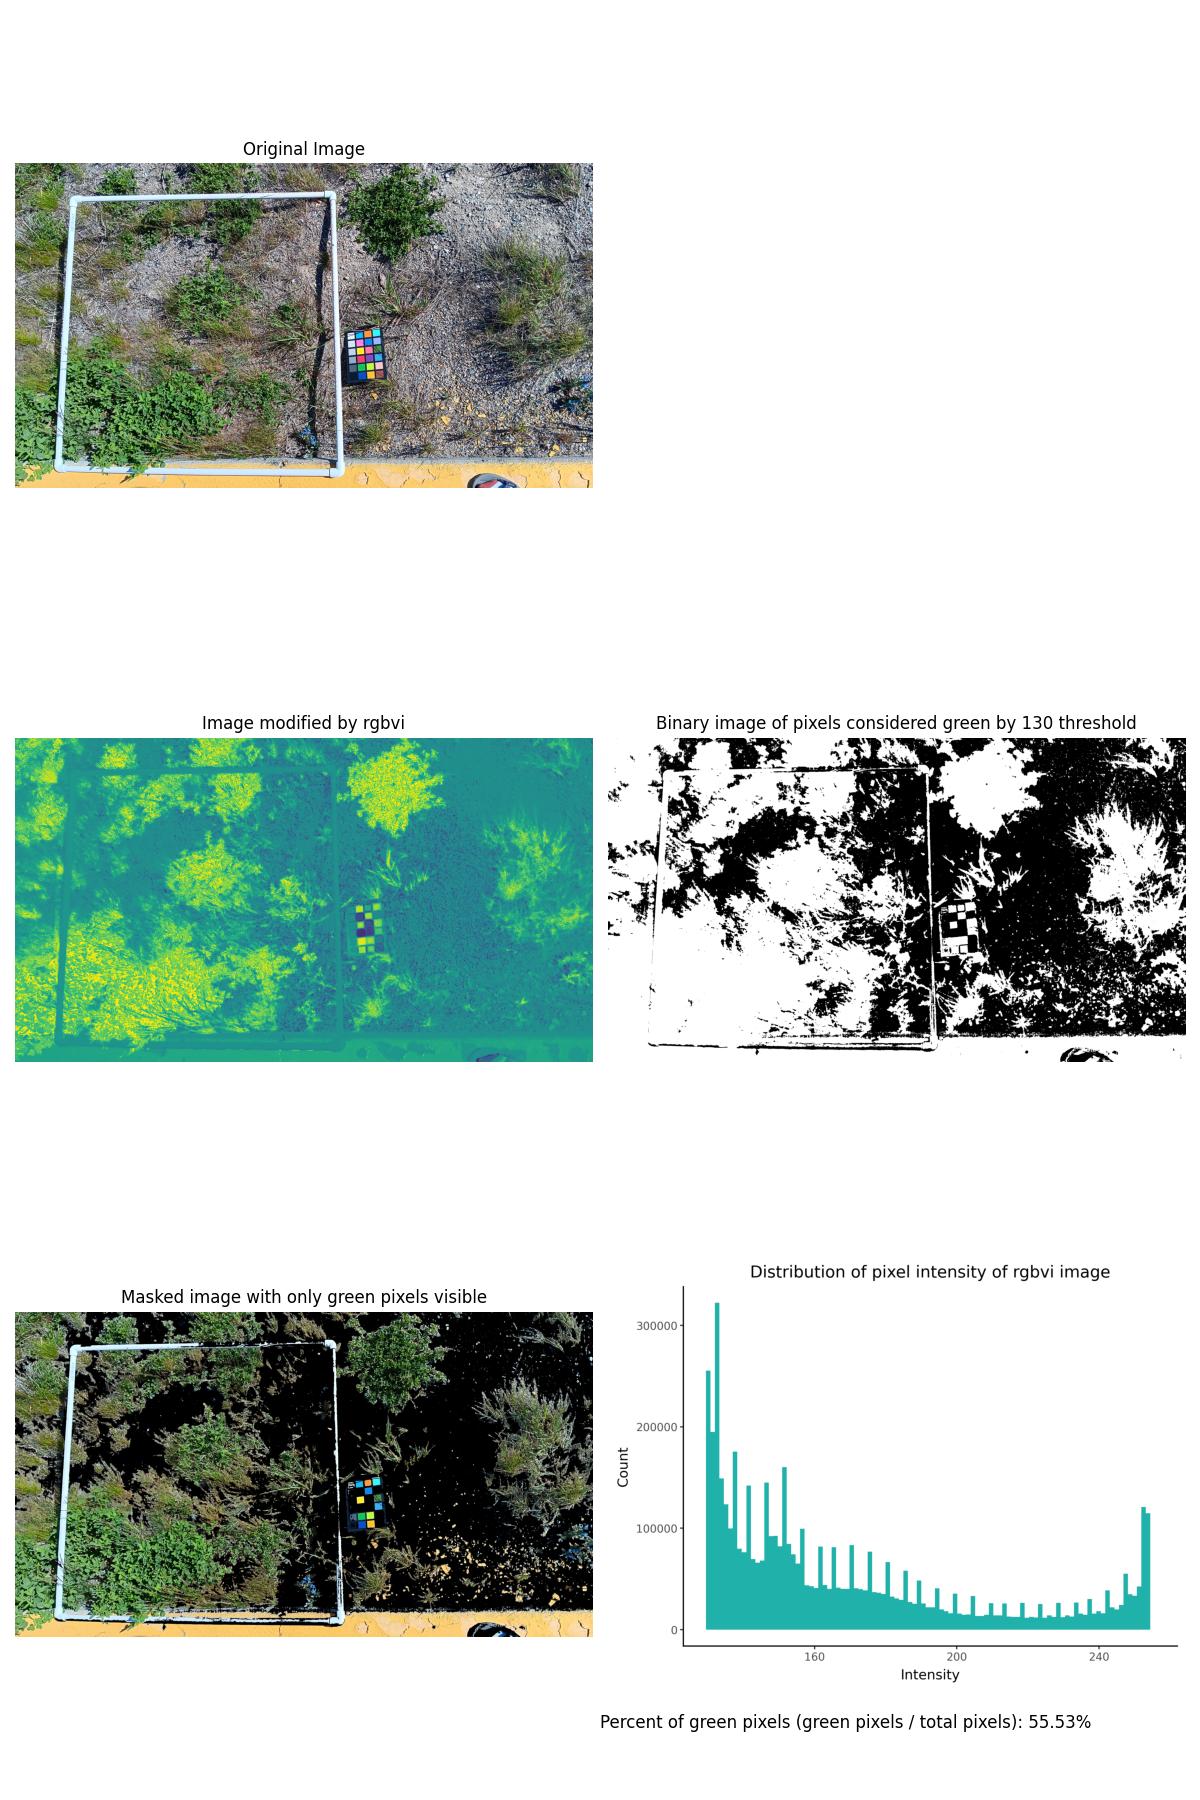 Original Image
Image modified by rgbvi
Binary image of pixels considered green by 130 threshold
Masked image with only green pixels visible
Distribution of pixel intensity of rgbvi image
300000
200000
100000
0
Count
160
200
240
Intensity
Percent of green pixels (green pixels / total pixels): 55.53%